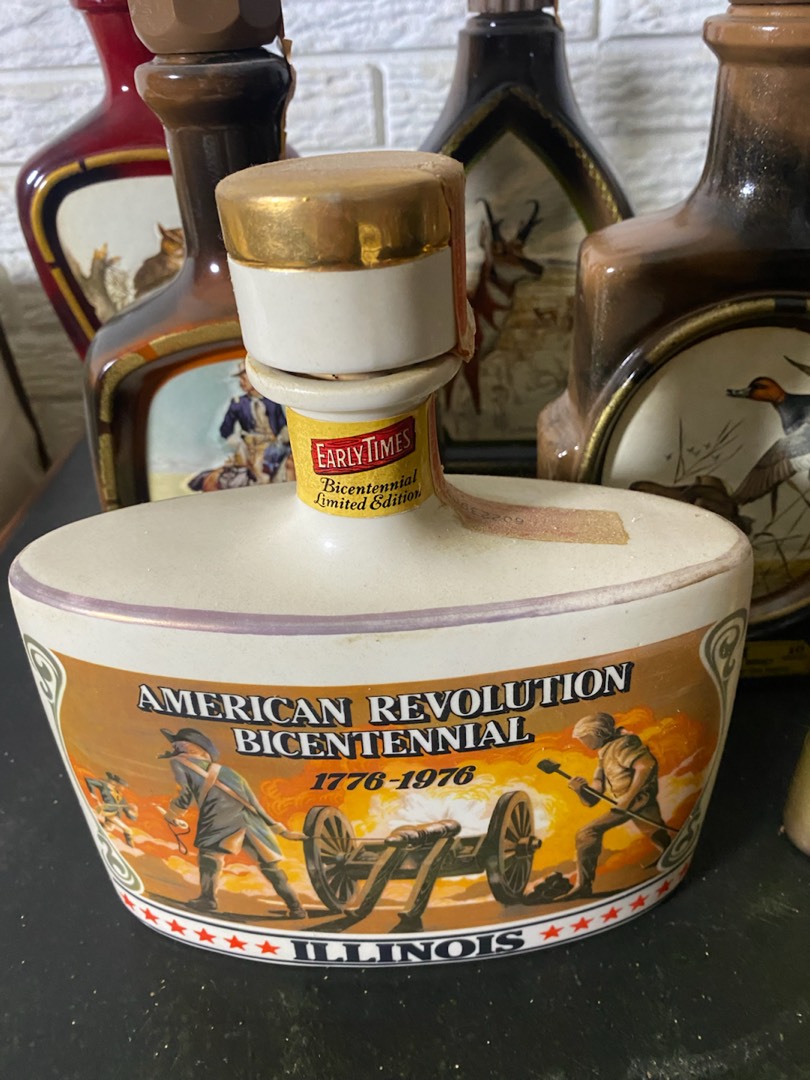 EARLY TIMES
Bicentennial
Limited Edition
AMERICAN REVOLUTION
BICENTENNIAL
1776-1976
ILLINOIS